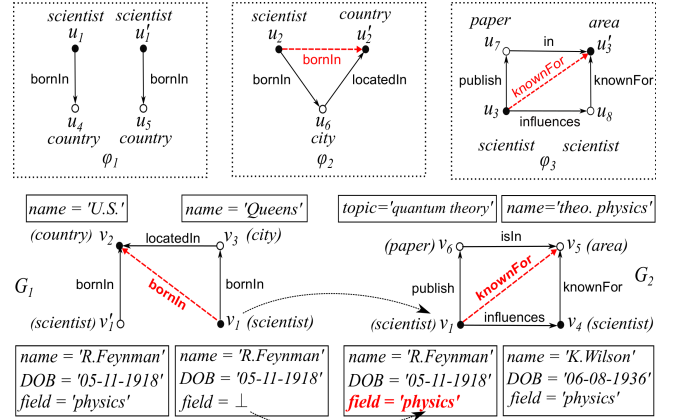 scientist scientist
u₁ u′₁
bornIn bornIn
u₄ u₅
country country
φ₁
scientist country
u₂ u′₂
bornIn
bornIn locatedIn
u₆
city
φ₂
paper area
u₇ in u′₃
publish knownFor knownFor
u₃ influences u₈
scientist scientist
φ₃
name = 'U.S.' name = 'Queens'
(country) v₂ locatedIn v₃ (city)
G₁ bornIn bornIn bornIn
(scientist) v′₁ v₁ (scientist)
name = 'R.Feynman'
DOB = '05-11-1918'
field = 'physics'
name = 'R.Feynman'
DOB = '05-11-1918'
field = ⊥
topic='quantum theory' name='theo. physics'
(paper) v₆ isIn v₅ (area)
publish knownFor knownFor G₂
(scientist) v₁ influences v₄ (scientist)
name = 'R.Feynman'
DOB = '05-11-1918'
field = 'physics'
name = 'K.Wilson'
DOB = '06-08-1936'
field = 'physics'